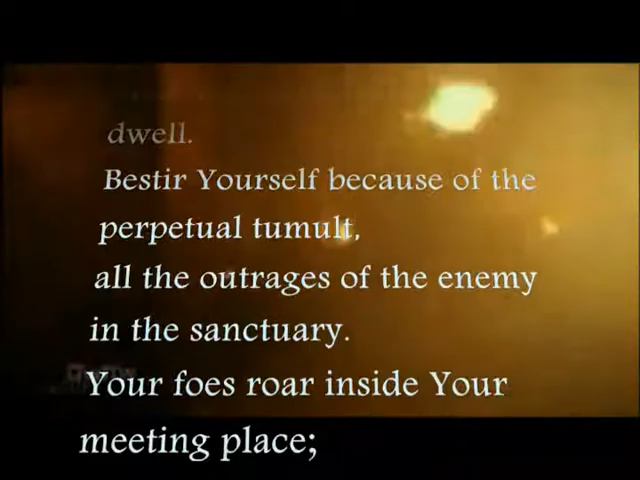 dwell.
Bestir Yourself because of the
perpetual tumult,
all the outrages of the enemy
in the sanctuary.
Your foes roar inside Your
meeting place;